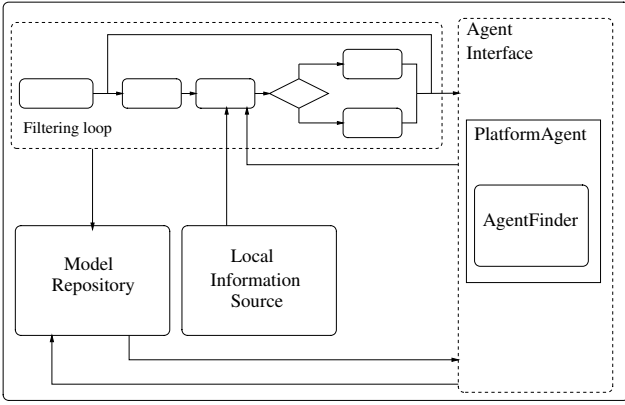 Agent
Interface
Filtering loop
PlatformAgent
AgentFinder
Model
Repository
Local
Information
Source